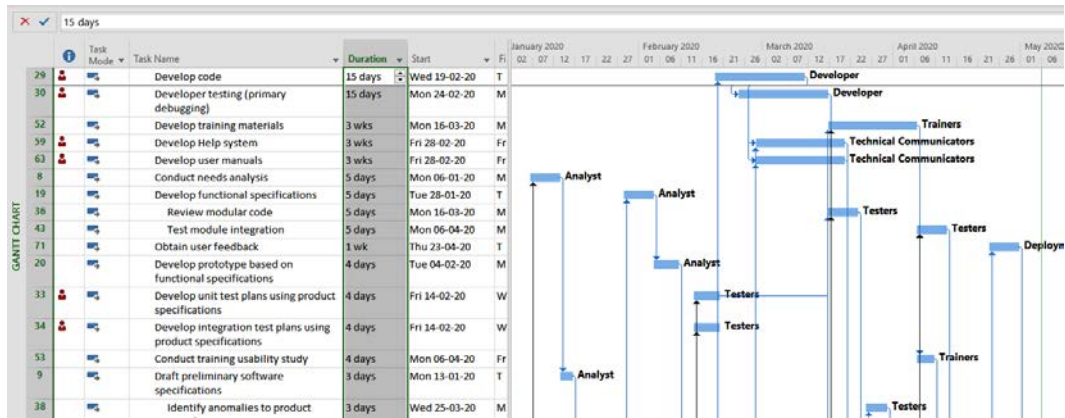 15 days
January 2020 February 2020 March 2020 April 2020 May 2020
Task Mode Task Name Duration Start Fi 02 07 12 17 22 27 01 06 11 16 21 26 02 07 12 17 22 27 01 06 11 16 21 26 01 06
29 Develop code 15 days Wed 19-02-20 T Developer
30 Developer testing (primary debugging) 15 days Mon 24-02-20 M Developer
52 Develop training materials 3 wks Mon 16-03-20 M Trainers
59 Develop Help system 3 wks Fri 28-02-20 Fr Technical Communicators
63 Develop user manuals 3 wks Fri 28-02-20 Fr Technical Communicators
8 Conduct needs analysis 5 days Mon 06-01-20 M Analyst
19 Develop functional specifications 5 days Tue 28-01-20 T Analyst
36 Review modular code 5 days Mon 16-03-20 M Testers
43 Test module integration 5 days Mon 06-04-20 M Testers
71 Obtain user feedback 1 wk Thu 23-04-20 T Deploym
20 Develop prototype based on functional specifications 4 days Tue 04-02-20 M Analyst
33 Develop unit test plans using product specifications 4 days Fri 14-02-20 W Testers
34 Develop integration test plans using product specifications 4 days Fri 14-02-20 W Testers
53 Conduct training usability study 4 days Mon 06-04-20 Fr Trainers
9 Draft preliminary software specifications 3 days Mon 13-01-20 T Analyst
38 Identify anomalies to product 3 days Wed 25-03-20 M Testers
GANTT CHART